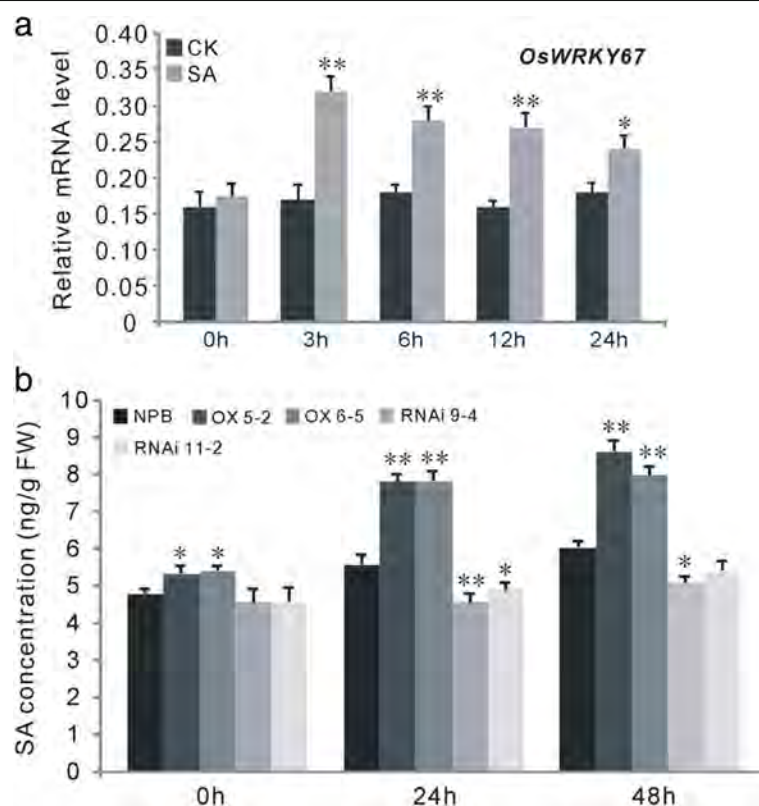 a
Relative mRNA level
0.40
0.35
0.30
0.25
0.20
0.15
0.10
0.05
0
CK
SA
OsWRKY67
** ** ** *
0h 3h 6h 12h 24h
b
SA concentration (ng/g FW)
10
9
8
7
6
5
4
3
2
1
0
NPB OX 5-2 OX 6-5 RNAi 9-4
RNAi 11-2
* * ** ** ** * ** ** *
0h 24h 48h